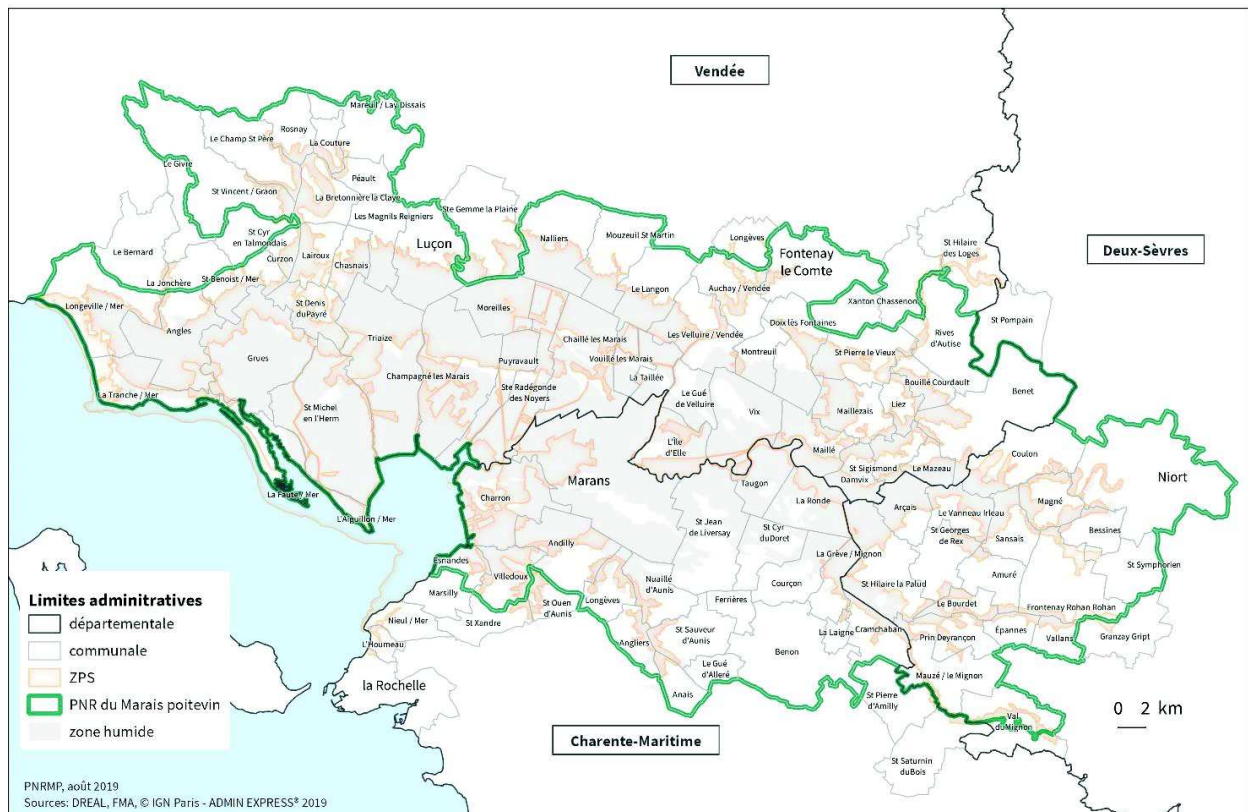 Vendée
Deux-Sèvres
Charente-Maritime
Mareuil / Lay Dissais
Rosnay
Le Champ St Père
La Couture
Le Givre
Péault
St Vincent / Graon
La Bretonnière la Claye
Les Magnils Reigniers
Ste Gemme la Plaine
St Cyr
en Talmondais
Luçon
Nalliers
Mouzeuil St Martin
Longèves
Fontenay
le Comte
St Hilaire
des Loges
Le Bernard
Curzon
Lairoux
Chasnais
La Jonchère
St Benoist / Mer
Le Langon
Auchay / Vendée
Xanton Chassenon
Longeville / Mer
St Denis
du Payré
Moreilles
Doix lès Fontaines
St Pompain
Angles
Triaize
Chaillé les Marais
Les Velluire / Vendée
Rives
d'Autise
Grues
Puyravault
Vouillé les Marais
Montreuil
St Pierre le Vieux
Champagné les Marais
La Taillée
Bouillé Courdault
Benet
La Tranche / Mer
Ste Radégonde
des Noyers
Le Gué
de Velluire
Vix
Maillezais
Liez
St Michel
en l'Herm
L'Île
d'Elle
Maillé
St Sigismond
Damvix
Le Mazeau
Coulon
Niort
Marans
Taugon
La Faute / Mer
Charron
La Ronde
Arçais
Le Vanneau Irleau
Magné
L'Aiguillon / Mer
St Jean
de Liversay
St Cyr
du Doret
St Georges
de Rex
Sansais
Bessines
Andilly
La Grève / Mignon
Esnandes
St Symphorien
Villedoux
Nuaillé
d'Aunis
Courçon
St Hilaire la Palud
Amuré
Marsilly
Longèves
Ferrières
Le Bourdet
Frontenay Rohan Rohan
St Ouen
d'Aunis
Nieul / Mer
St Xandre
La Laigne
Cramchaban
Épannes
Granzay Gript
L'Houmeau
Angliers
St Sauveur
d'Aunis
Benon
Prin Deyrançon
Vallans
Le Gué
d'Alleré
Mauzé / le Mignon
la Rochelle
Anais
St Pierre
d'Amilly
Val
du Mignon
St Saturnin
du Bois
0 2 km
Limites adminitratives
départementale
communale
ZPS
PNR du Marais poitevin
zone humide
PNRMP, août 2019
Sources: DREAL, FMA, © IGN Paris - ADMIN EXPRESS® 2019